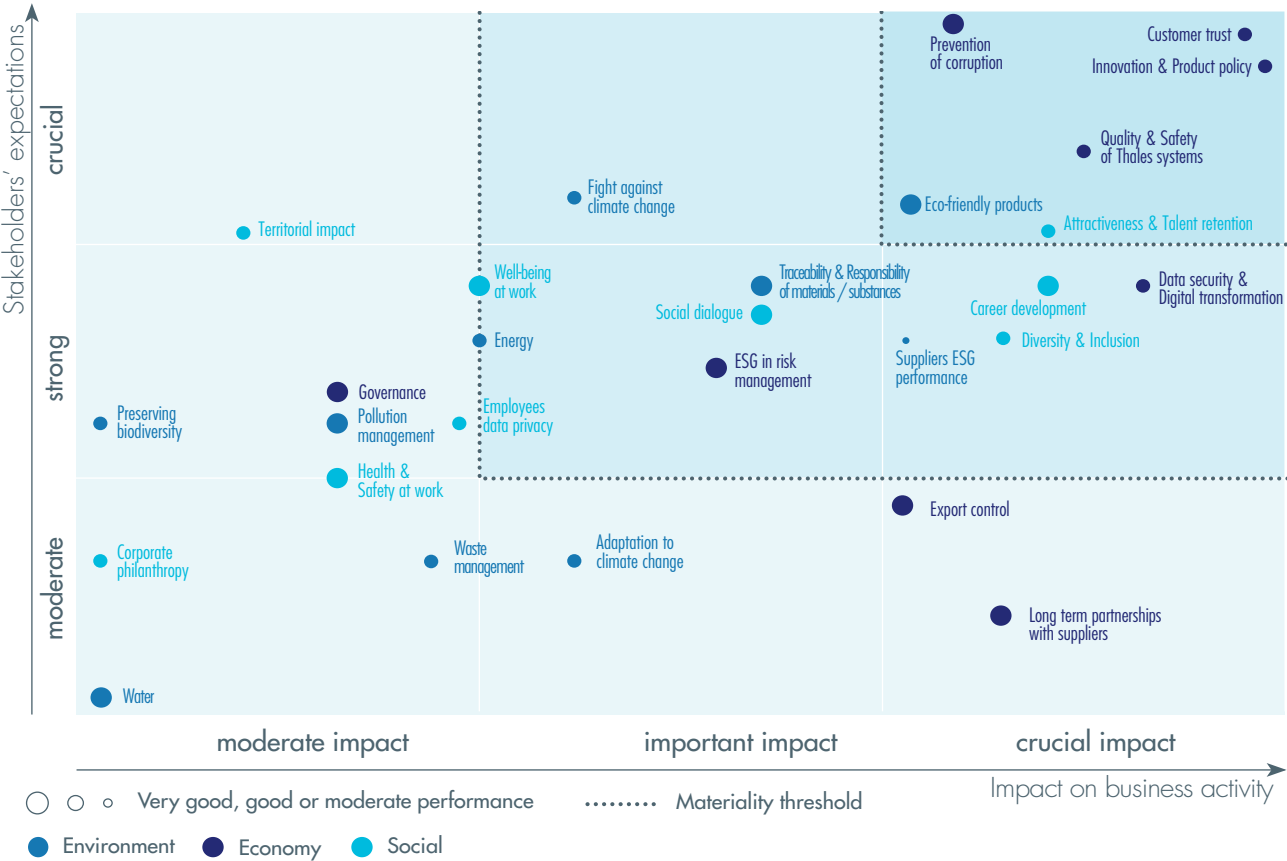 Stakeholders’ expectations
crucial
strong
moderate
Prevention
of corruption
Customer trust
Innovation & Product policy
Quality & Safety
of Thales systems
Fight against
climate change
Eco-friendly products
Territorial impact
Attractiveness & Talent retention
Well-being
at work
Traceability & Responsibility
of materials / substances
Data security &
Digital transformation
Career development
Social dialogue
Energy
Diversity & Inclusion
Suppliers ESG
performance
ESG in risk
management
Governance
Preserving
biodiversity
Pollution
management
Employees
data privacy
Health &
Safety at work
Export control
Corporate
philanthropy
Waste
management
Adaptation to
climate change
Long term partnerships
with suppliers
Water
moderate impact
important impact
crucial impact
Impact on business activity
Very good, good or moderate performance
Materiality threshold
Environment
Economy
Social